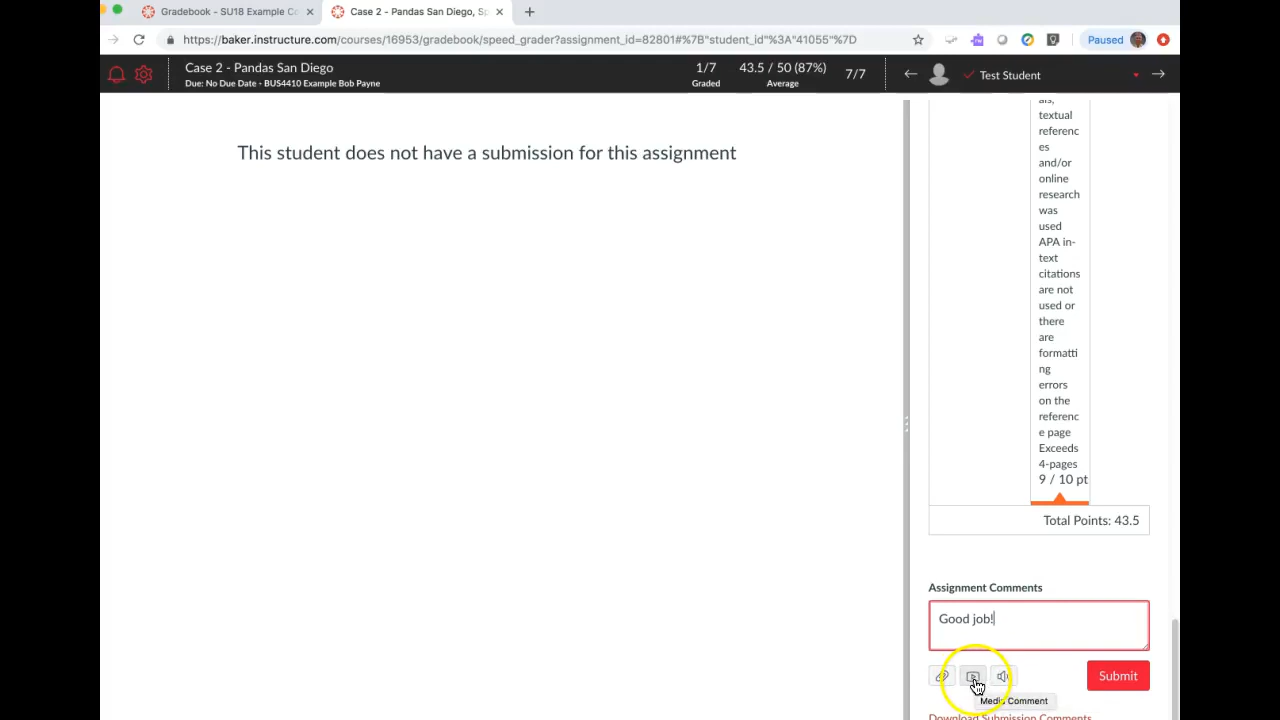 Gradebook - SU18 Example Co
Case 2 - Pandas San Diego, Sp
https://baker.instructure.com/courses/16953/gradebook/speed_grader?assignment_id=82801#%7B"student_id"%3A"41055"%7D
Paused
Case 2 - Pandas San Diego
Due: No Due Date - BUS4410 Example Bob Payne
1/7
Graded
43.5 / 50 (87%)
Average
7/7
Test Student
This student does not have a submission for this assignment
als,
textual
referenc
es
and/or
online
research
was
used
APA in-
text
citations
are not
used or
there
are
formatti
ng
errors
on the
referenc
e page
Exceeds
4-pages
9 / 10 pt
Total Points: 43.5
Assignment Comments
Good job!
Submit
Media Comment
Download Submission Comments